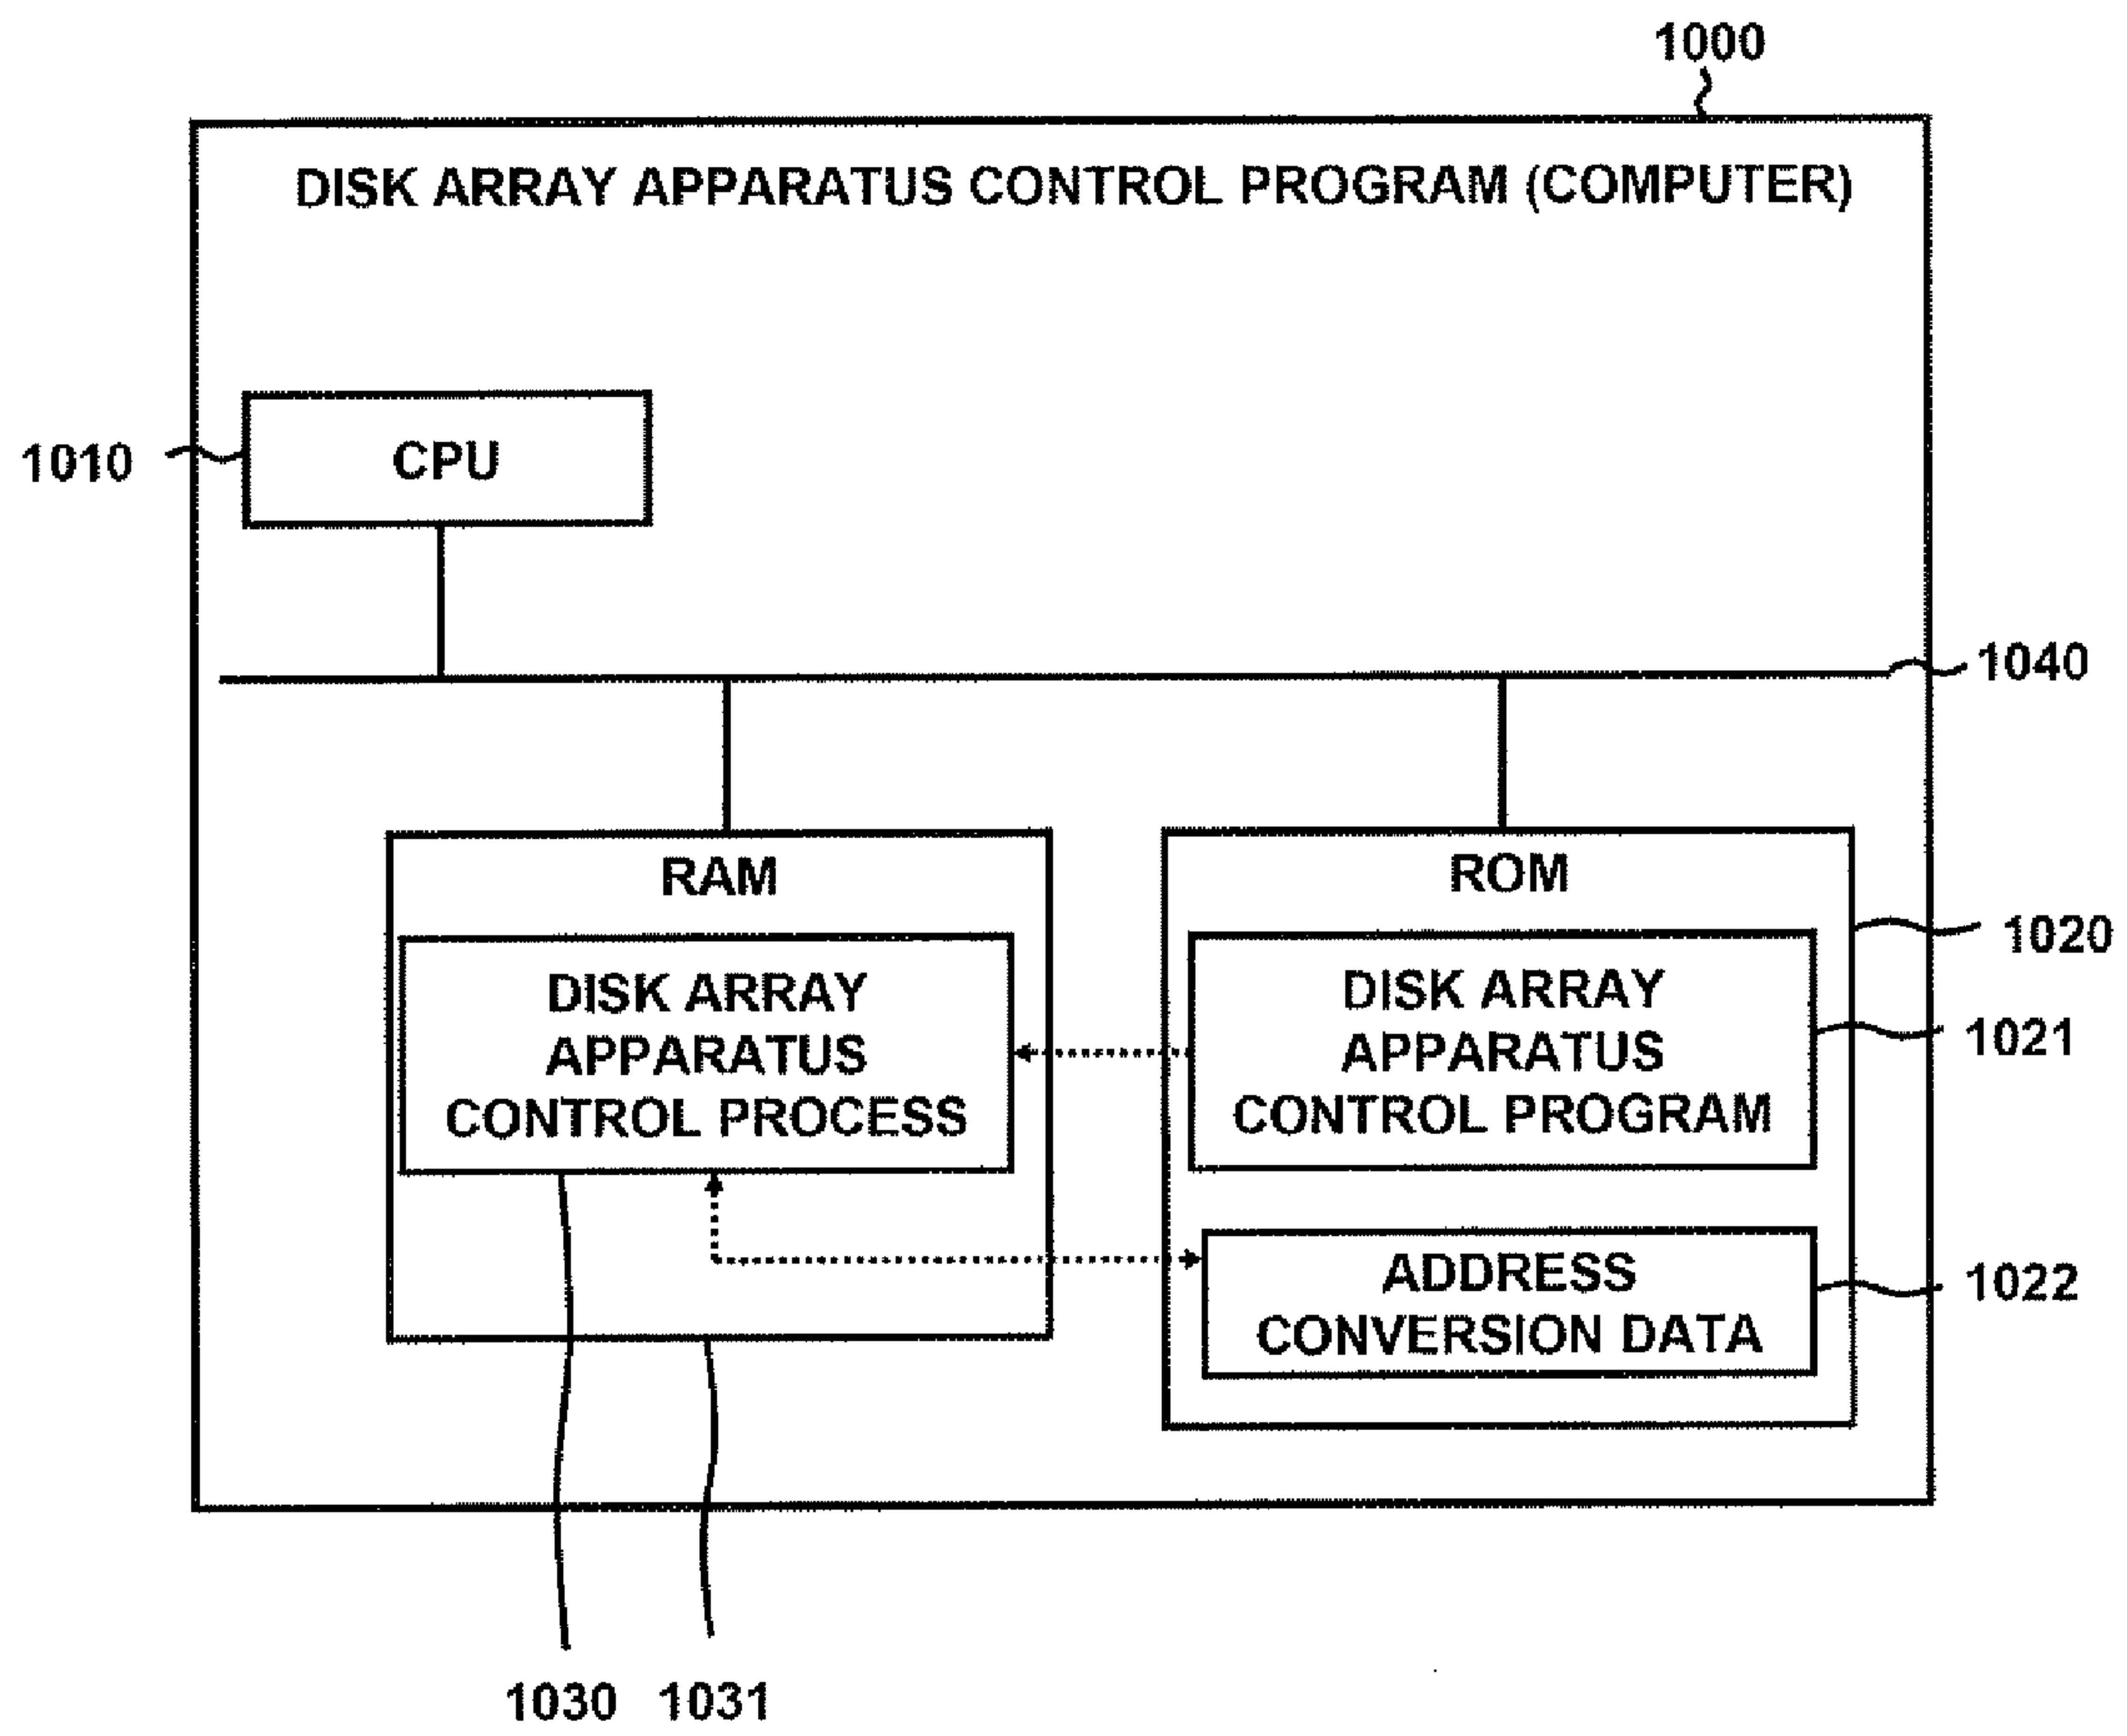 1000
DISK ARRAY APPARATUS CONTROL PROGRAM (COMPUTER)
1010
CPU
1040
RAM
DISK ARRAY
APPARATUS
CONTROL PROCESS
ROM
1020
DISK ARRAY
APPARATUS
CONTROL PROGRAM
1021
ADDRESS
CONVERSION DATA
1022
1030
1031